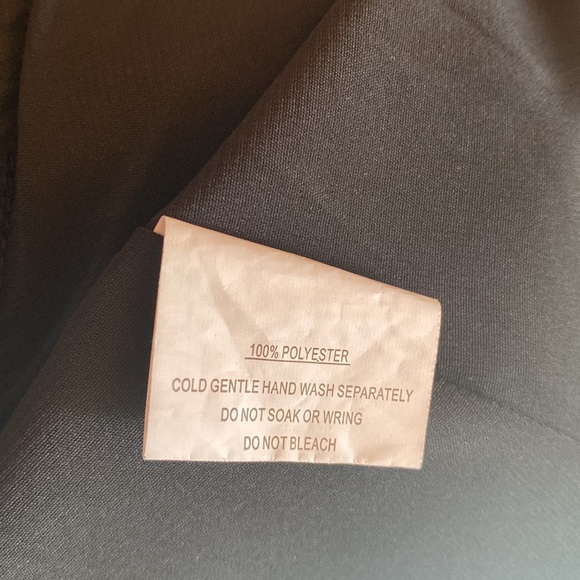 100% POLYESTER
COLD GENTLE HAND WASH SEPARATELY
DO NOT SOAK OR WRING
DO NOT BLEACH